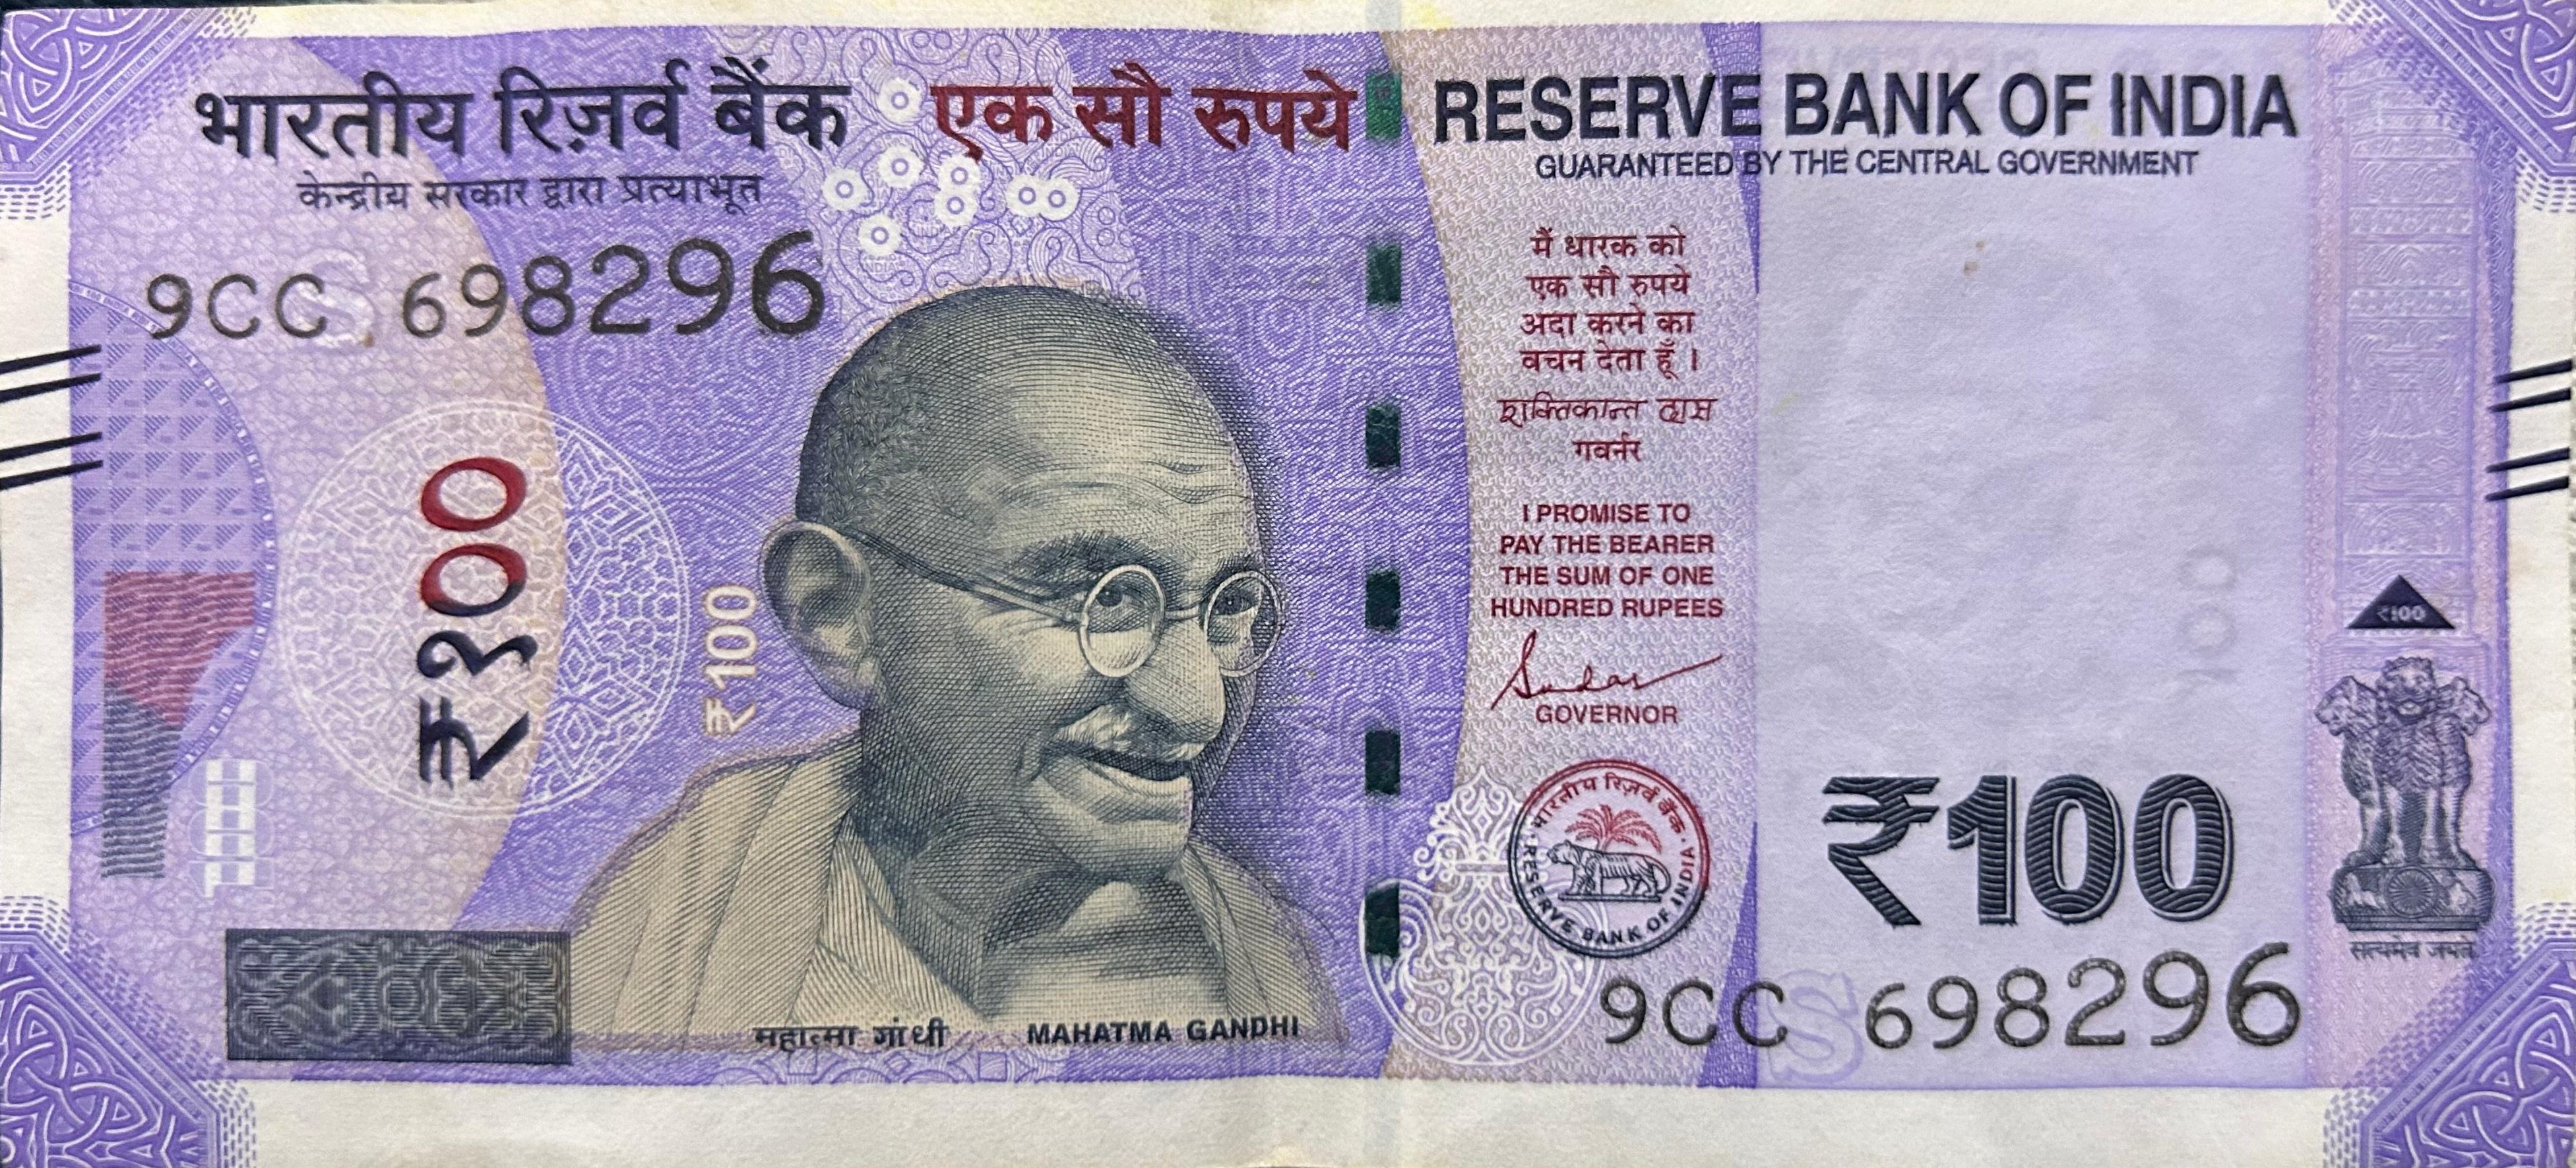 भारतीय रिज़र्व बैंक
केन्द्रीय सरकार द्वारा प्रत्याभूत
एक सौ रुपये
RESERVE BANK OF INDIA
GUARANTEED BY THE CENTRAL GOVERNMENT
9CC 698296
₹१००
₹100
मैं धारक को
एक सौ रुपये
अदा करने का
वचन देता हूँ ।
शक्तिकान्त दास
गवर्नर
I PROMISE TO
PAY THE BEARER
THE SUM OF ONE
HUNDRED RUPEES
GOVERNOR
भारतीय रिज़र्व बैंक
RESERVE BANK OF INDIA
₹100
₹100
सत्यमेव जयते
महात्मा गांधी
MAHATMA GANDHI
9CC 698296